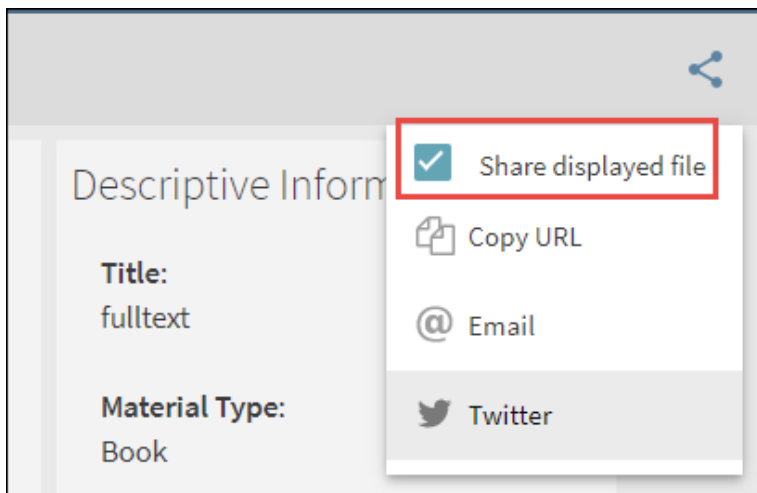 Descriptive Inform
Title:
fulltext
Material Type:
Book
Share displayed file
Copy URL
@ Email
Twitter